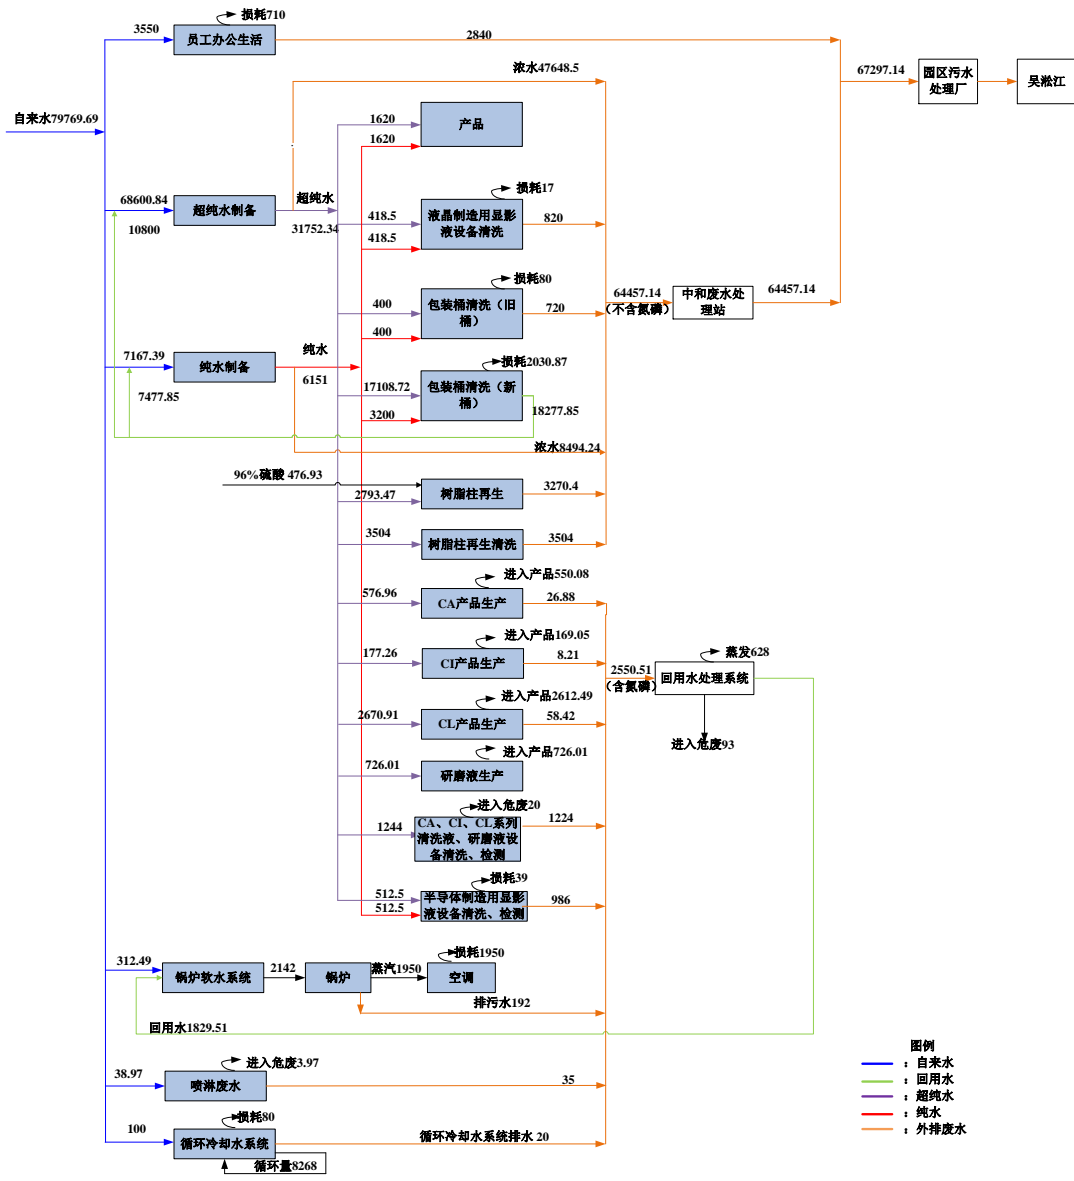 损耗710
3550
员工办公生活
2840
浓水47648.5
67297.14
园区污水
处理厂
吴淞江
自来水79769.69
1620
产品
1620
损耗17
68600.84
超纯水制备
超纯水
10800
31752.34
418.5
液晶制造用显影
液设备清洗
820
418.5
损耗80
400
包装桶清洗（旧
桶）
720
400
64457.14
（不含氮磷）
中和废水处
理站
64457.14
7167.39
纯水制备
纯水
6151
7477.85
损耗2030.87
17108.72
包装桶清洗（新
桶）
18277.85
3200
浓水8494.24
96%硫酸 476.93
2793.47
树脂柱再生
3270.4
3504
树脂柱再生清洗
3504
进入产品550.08
576.96
CA产品生产
26.88
进入产品169.05
177.26
CI产品生产
8.21
2550.51
（含氮磷）
蒸发628
回用水处理系统
进入危废93
进入产品2612.49
2670.91
CL产品生产
58.42
进入产品726.01
726.01
研磨液生产
进入危废20
1244
CA、CI、CL系列
清洗液、研磨液设
备清洗、检测
1224
损耗39
512.5
半导体制造用显影
液设备清洗、检测
986
512.5
312.49
锅炉软水系统
2142
锅炉
蒸汽1950
损耗1950
空调
排污水192
回用水1829.51
进入危废3.97
38.97
喷淋废水
35
损耗80
100
循环冷却水系统
循环冷却水系统排水 20
循环量8268
图例
：自来水
：回用水
：超纯水
：纯水
：外排废水